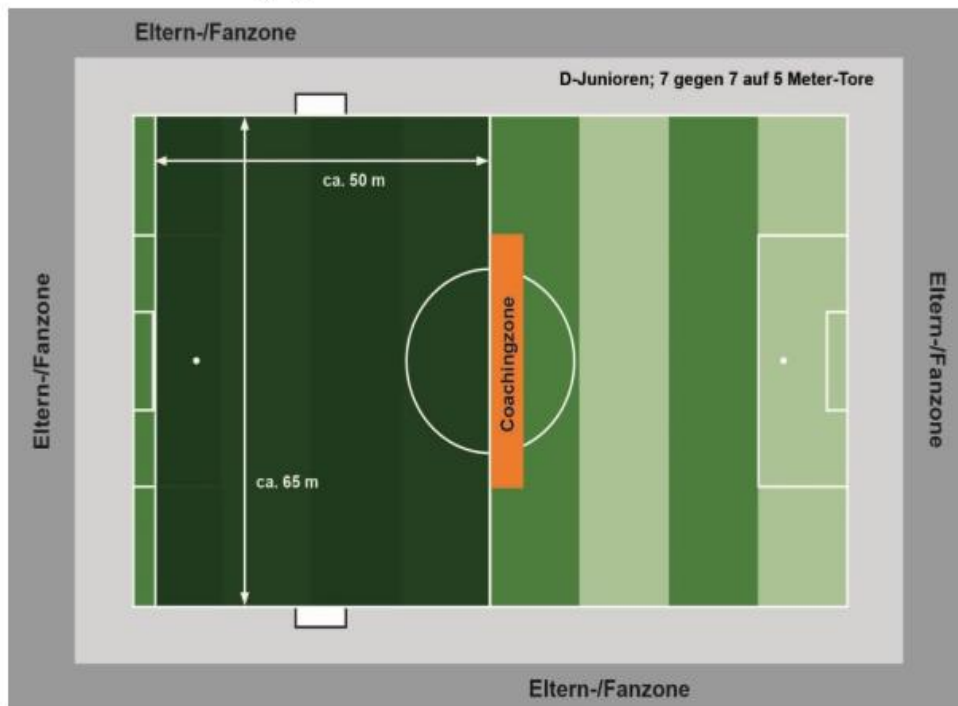 Eltern-/Fanzone
D-Junioren; 7 gegen 7 auf 5 Meter-Tore
ca. 50 m
Eltern-/Fanzone
Coachingzone
Eltern-/Fanzone
ca. 65 m
Eltern-/Fanzone